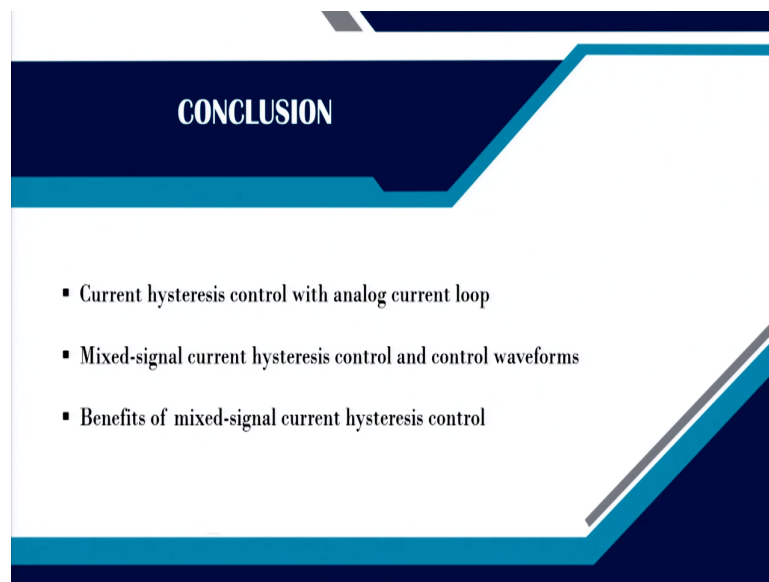 CONCLUSION
▪ Current hysteresis control with analog current loop
▪ Mixed-signal current hysteresis control and control waveforms
▪ Benefits of mixed-signal current hysteresis control